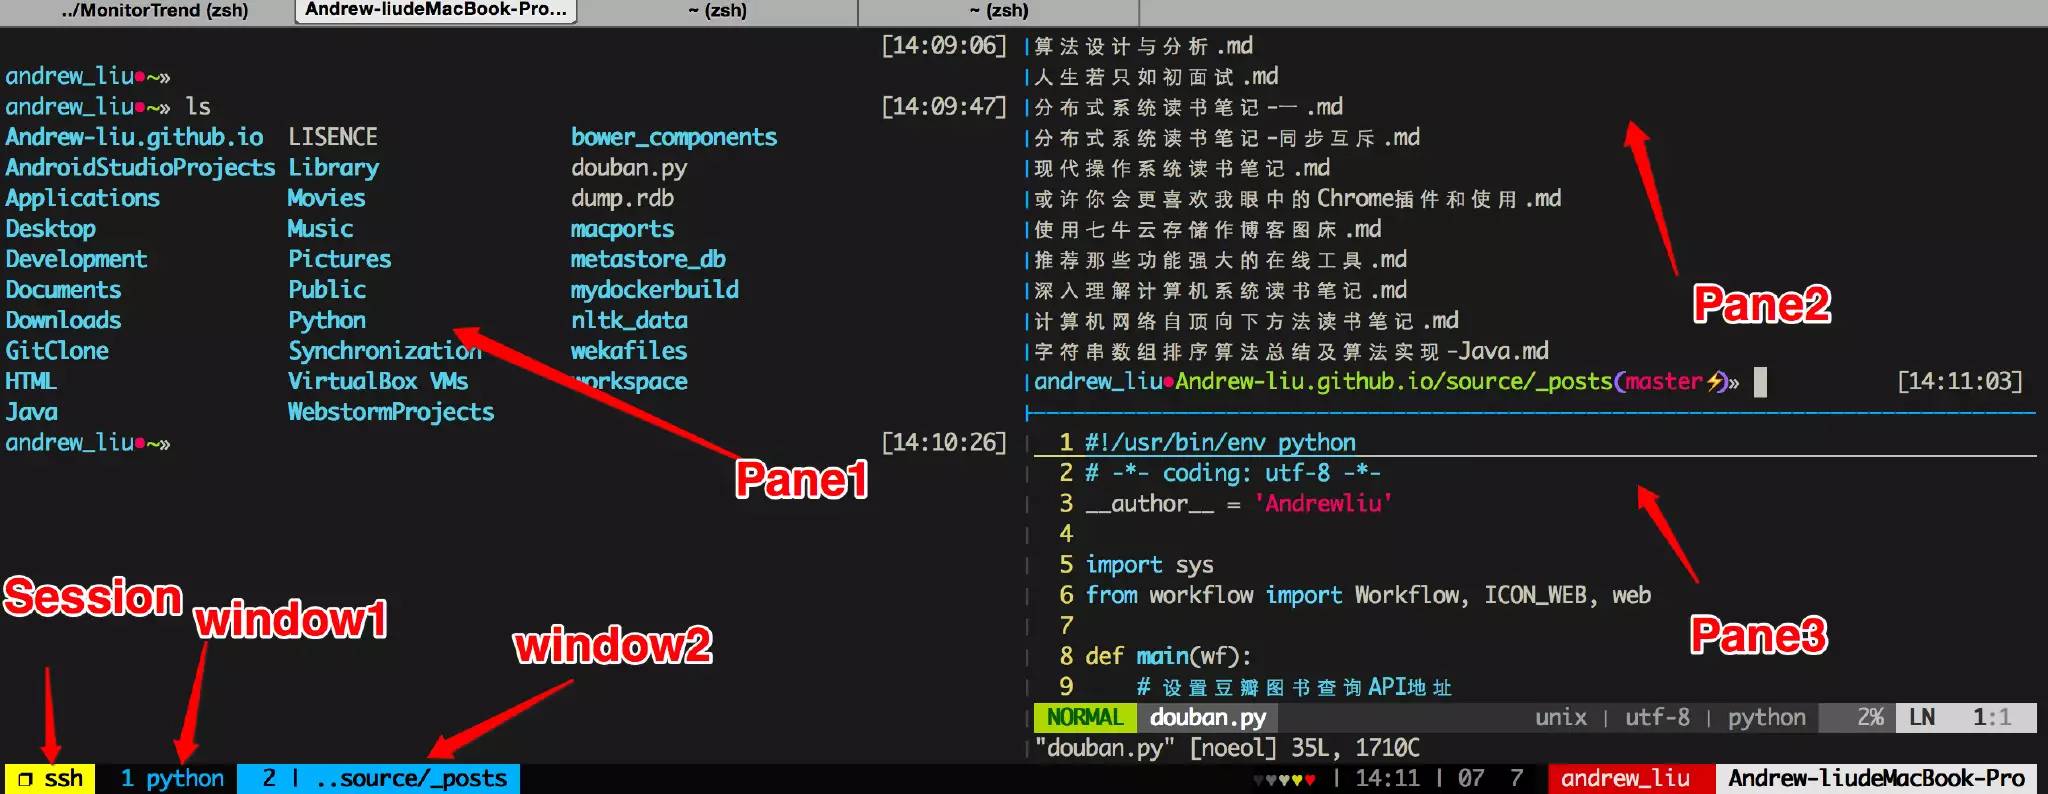 ../MonitorTrend (zsh)
Andrew-liudeMacBook-Pro...
~ (zsh)
~ (zsh)
[14:09:06]
andrew_liu●~»
andrew_liu●~» ls [14:09:47]
Andrew-liu.github.io LISENCE bower_components
AndroidStudioProjects Library douban.py
Applications Movies dump.rdb
Desktop Music macports
Development Pictures metastore_db
Documents Public mydockerbuild
Downloads Python nltk_data
GitClone Synchronization wekafiles
HTML VirtualBox VMs workspace
Java WebstormProjects
andrew_liu●~» [14:10:26]
Pane1
算法设计与分析.md
人生若只如初面试.md
分布式系统读书笔记-一.md
分布式系统读书笔记-同步互斥.md
现代操作系统读书笔记.md
或许你会更喜欢我眼中的Chrome插件和使用.md
使用七牛云存储作博客图床.md
推荐那些功能强大的在线工具.md
深入理解计算机系统读书笔记.md
计算机网络自顶向下方法读书笔记.md
字符串数组排序算法总结及算法实现-Java.md
andrew_liu●Andrew-liu.github.io/source/_posts(master⚡)» [14:11:03]
Pane2
1 #!/usr/bin/env python
2 # -*- coding: utf-8 -*-
3 __author__ = 'Andrewliu'
4
5 import sys
6 from workflow import Workflow, ICON_WEB, web
7
8 def main(wf):
9 # 设置豆瓣图书查询API地址
Pane3
NORMAL douban.py unix | utf-8 | python 2% LN 1:1
"douban.py" [noeol] 35L, 1710C
Session
window1
window2
❐ ssh 1 python 2 | ..source/_posts ♥♥♥♥♥ | 14:11 | 07 7 andrew_liu Andrew-liudeMacBook-Pro